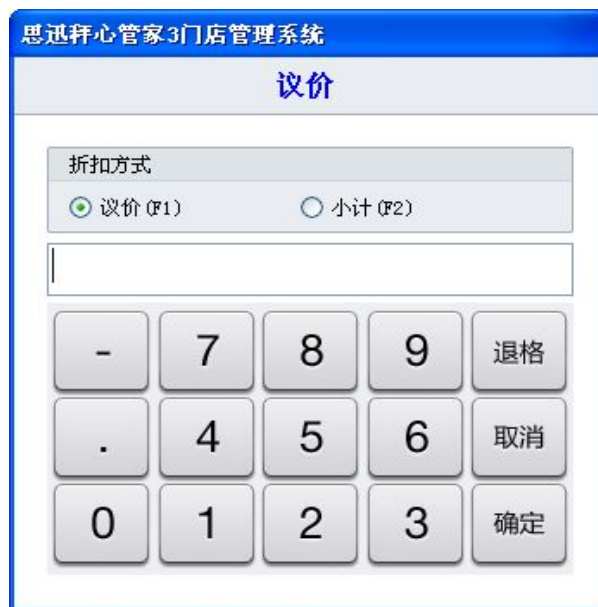 思迅秤心管家3门店管理系统
议价
折扣方式
议价(F1) 小计(F2)
- 7 8 9 退格
. 4 5 6 取消
0 1 2 3 确定